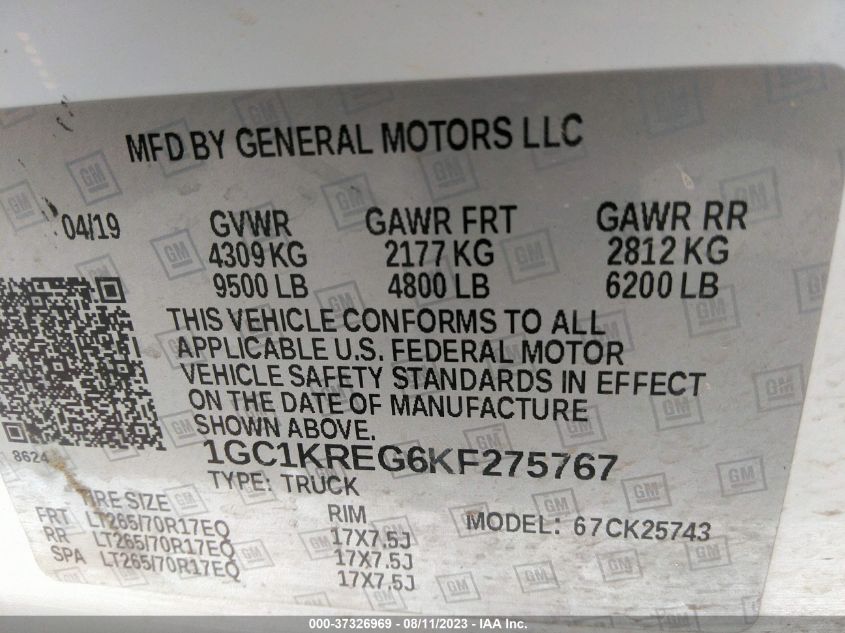 MFD BY GENERAL MOTORS LLC
04/19 GVWR GAWR FRT GAWR RR
4309 KG 2177 KG 2812 KG
9500 LB 4800 LB 6200 LB
THIS VEHICLE CONFORMS TO ALL
APPLICABLE U.S. FEDERAL MOTOR
VEHICLE SAFETY STANDARDS IN EFFECT
ON THE DATE OF MANUFACTURE
SHOWN ABOVE.
8624 1GC1KREG6KF275767
TYPE: TRUCK
TIRE SIZE RIM MODEL: 67CK25743
FRT LT265/70R17EQ 17X7.5J
RR LT265/70R17EQ 17X7.5J
SPA LT265/70R17EQ 17X7.5J
000-37326969 - 08/11/2023 - IAA Inc.